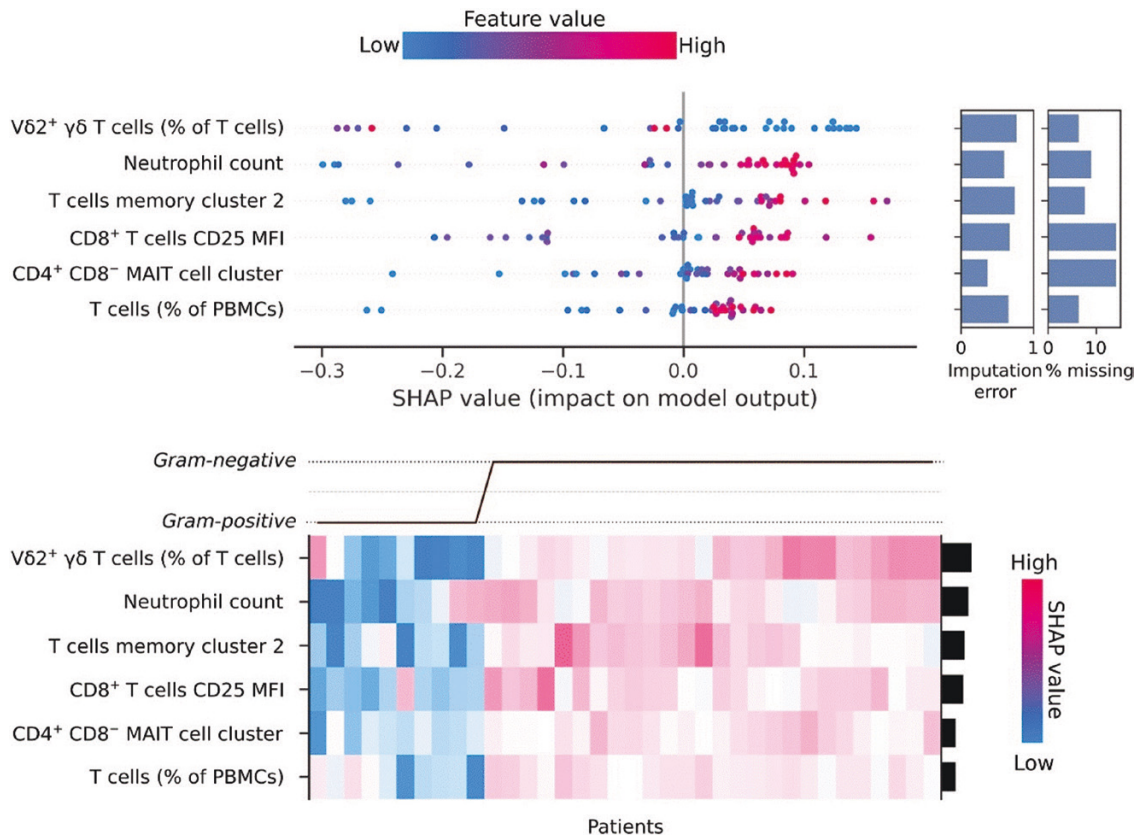 Feature value
Low High
Vδ2⁺ γδ T cells (% of T cells)
Neutrophil count
T cells memory cluster 2
CD8⁺ T cells CD25 MFI
CD4⁺ CD8⁻ MAIT cell cluster
T cells (% of PBMCs)
−0.3 −0.2 −0.1 0.0 0.1
SHAP value (impact on model output)
0 1 0 10
Imputation error
% missing
Gram-negative
Gram-positive
Vδ2⁺ γδ T cells (% of T cells)
Neutrophil count
T cells memory cluster 2
CD8⁺ T cells CD25 MFI
CD4⁺ CD8⁻ MAIT cell cluster
T cells (% of PBMCs)
Patients
High
SHAP value
Low